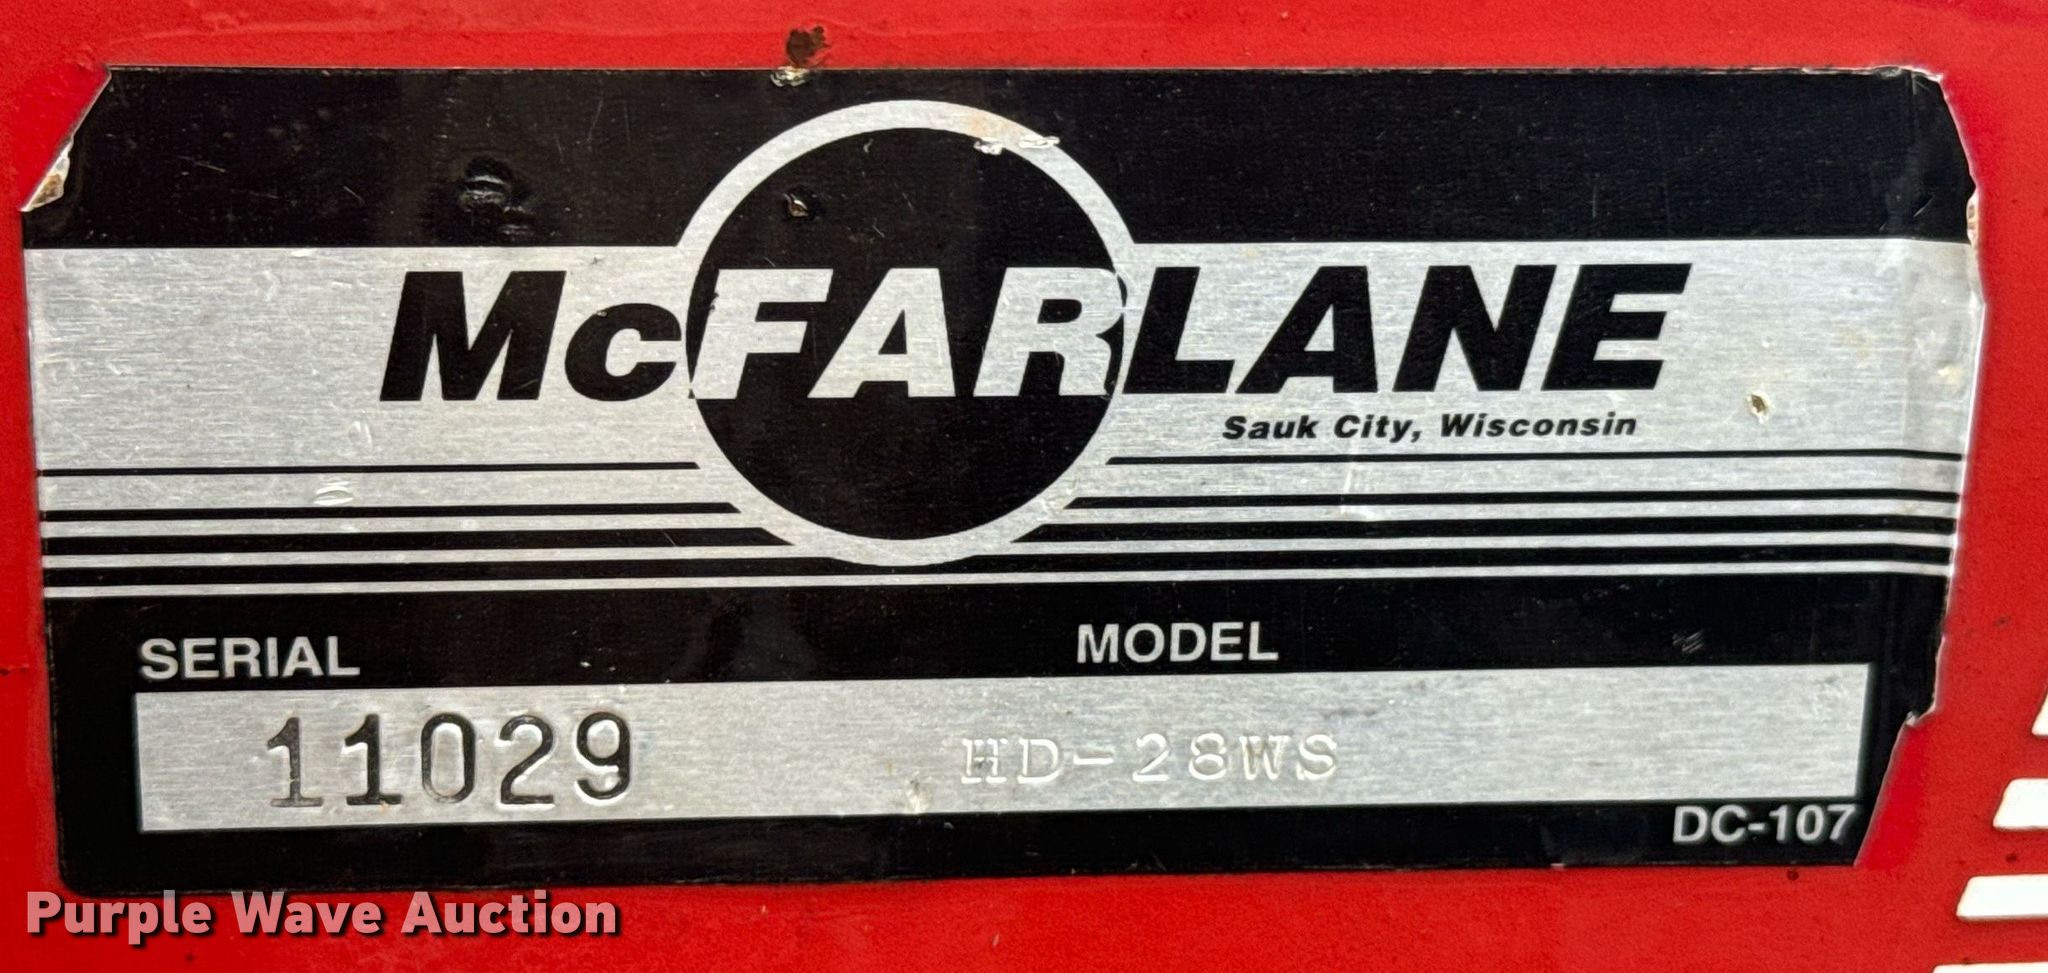 McFARLANE
Sauk City, Wisconsin
SERIAL MODEL
11029 HD-28WS
DC-107
Purple Wave Auction